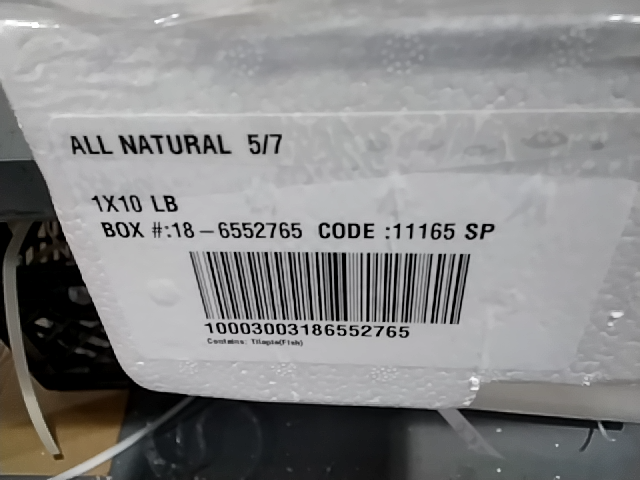 ALL NATURAL 5/7
1X10 LB
BOX #:18-6552765 CODE :11165 SP
10003003186552765
Contains: Tilapia(Fish)